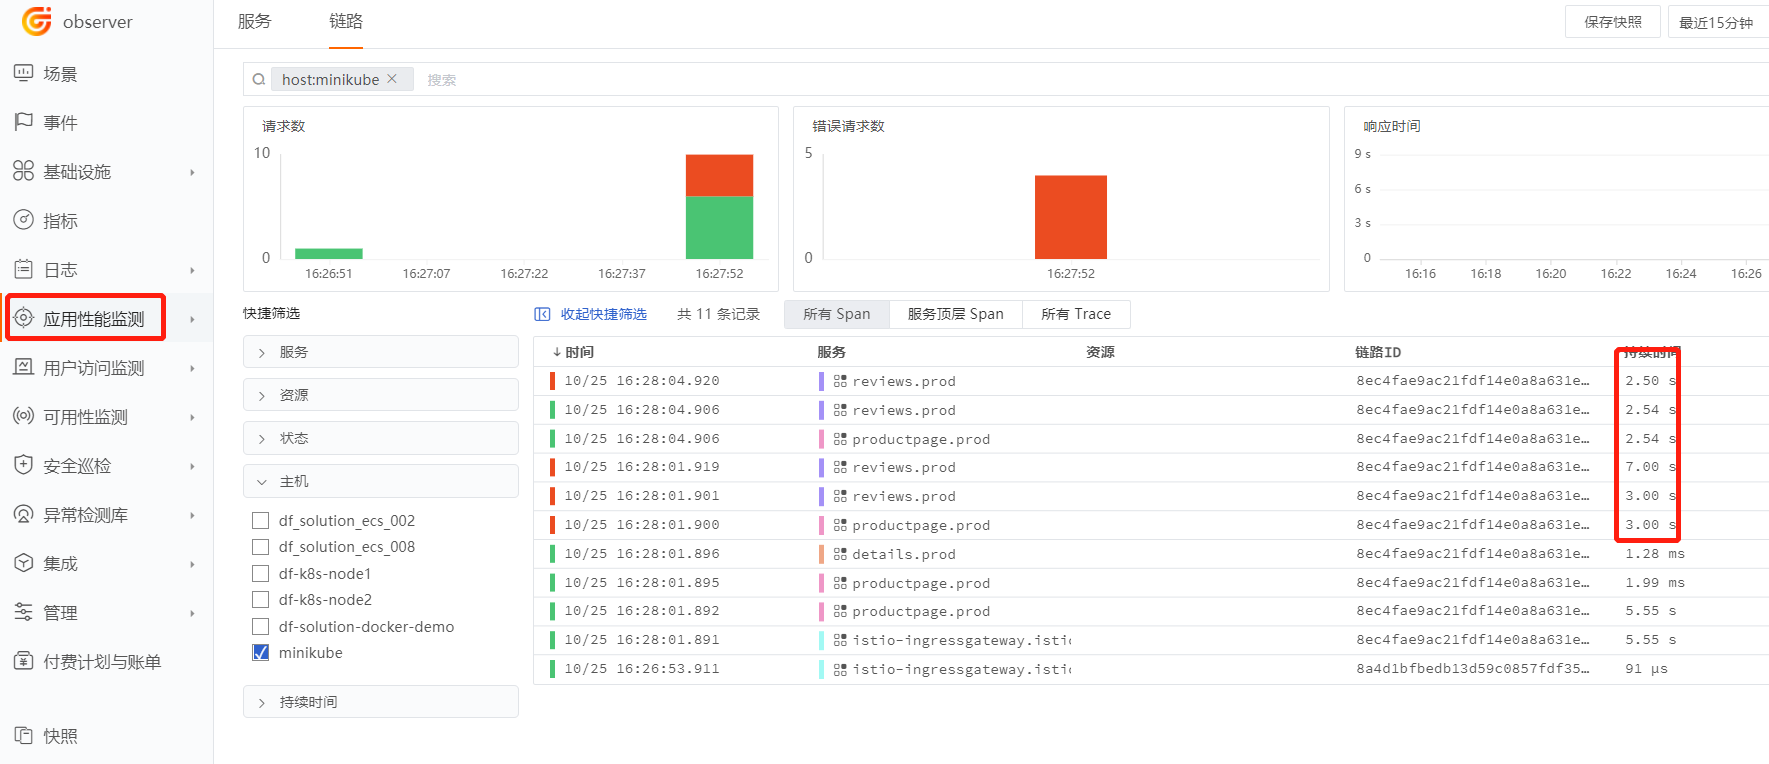 observer
服务 链路 保存快照 最近15分钟
场景
事件
基础设施
指标
日志
应用性能监测
用户访问监测
可用性监测
安全巡检
异常检测库
集成
管理
付费计划与账单
快照
host:minikube 搜索
请求数
10
0
16:26:51 16:27:07 16:27:22 16:27:37 16:27:52
错误请求数
5
0
16:27:52
响应时间
9 s
6 s
3 s
0
16:16 16:18 16:20 16:22 16:24 16:26
快捷筛选
服务
资源
状态
主机
df_solution_ecs_002
df_solution_ecs_008
df-k8s-node1
df-k8s-node2
df-solution-docker-demo
minikube
持续时间
收起快捷筛选 共 11 条记录 所有 Span 服务顶层 Span 所有 Trace
时间 服务 资源 链路ID 持续时间
10/25 16:28:04.920 reviews.prod 8ec4fae9ac21fdf14e0a8a631e… 2.50 s
10/25 16:28:04.906 reviews.prod 8ec4fae9ac21fdf14e0a8a631e… 2.54 s
10/25 16:28:04.906 productpage.prod 8ec4fae9ac21fdf14e0a8a631e… 2.54 s
10/25 16:28:01.919 reviews.prod 8ec4fae9ac21fdf14e0a8a631e… 7.00 s
10/25 16:28:01.901 reviews.prod 8ec4fae9ac21fdf14e0a8a631e… 3.00 s
10/25 16:28:01.900 productpage.prod 8ec4fae9ac21fdf14e0a8a631e… 3.00 s
10/25 16:28:01.896 details.prod 8ec4fae9ac21fdf14e0a8a631e… 1.28 ms
10/25 16:28:01.895 productpage.prod 8ec4fae9ac21fdf14e0a8a631e… 1.99 ms
10/25 16:28:01.892 productpage.prod 8ec4fae9ac21fdf14e0a8a631e… 5.55 s
10/25 16:28:01.891 istio-ingressgateway.istic 8ec4fae9ac21fdf14e0a8a631e… 5.55 s
10/25 16:26:53.911 istio-ingressgateway.istic 8a4d1bfbedb13d59c0857fdf35… 91 μs